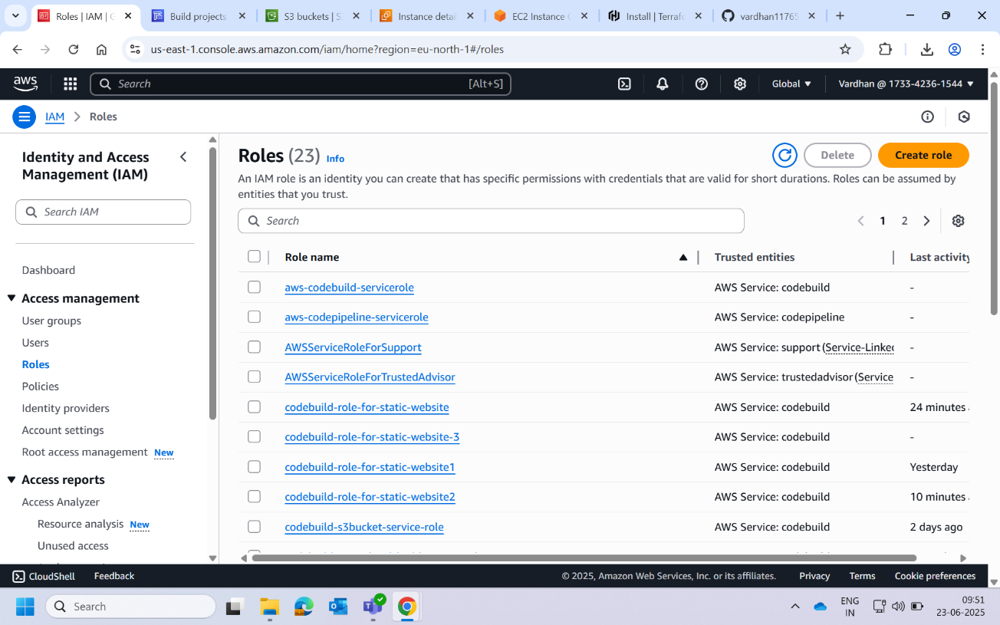 Roles | IAM | G
Build projects
S3 buckets | S
Instance detai
EC2 Instance C
Install | Terrafo
vardhan11765
us-east-1.console.aws.amazon.com/iam/home?region=eu-north-1#/roles
aws
Search
[Alt+S]
Global
Vardhan @ 1733-4236-1544
IAM
Roles
Identity and Access
Management (IAM)
Search IAM
Dashboard
Access management
User groups
Users
Roles
Policies
Identity providers
Account settings
Root access management New
Access reports
Access Analyzer
Resource analysis New
Unused access
Roles (23) Info
Delete
Create role
An IAM role is an identity you can create that has specific permissions with credentials that are valid for short durations. Roles can be assumed by
entities that you trust.
Search
1 2
Role name Trusted entities Last activity
aws-codebuild-servicerole AWS Service: codebuild -
aws-codepipeline-servicerole AWS Service: codepipeline -
AWSServiceRoleForSupport AWS Service: support (Service-Linked -
AWSServiceRoleForTrustedAdvisor AWS Service: trustedadvisor (Service -
codebuild-role-for-static-website AWS Service: codebuild 24 minutes
codebuild-role-for-static-website-3 AWS Service: codebuild -
codebuild-role-for-static-website1 AWS Service: codebuild Yesterday
codebuild-role-for-static-website2 AWS Service: codebuild 10 minutes
codebuild-s3bucket-service-role AWS Service: codebuild 2 days ago
CloudShell
Feedback
© 2025, Amazon Web Services, Inc. or its affiliates.
Privacy
Terms
Cookie preferences
Search
ENG
IN
09:51
23-06-2025